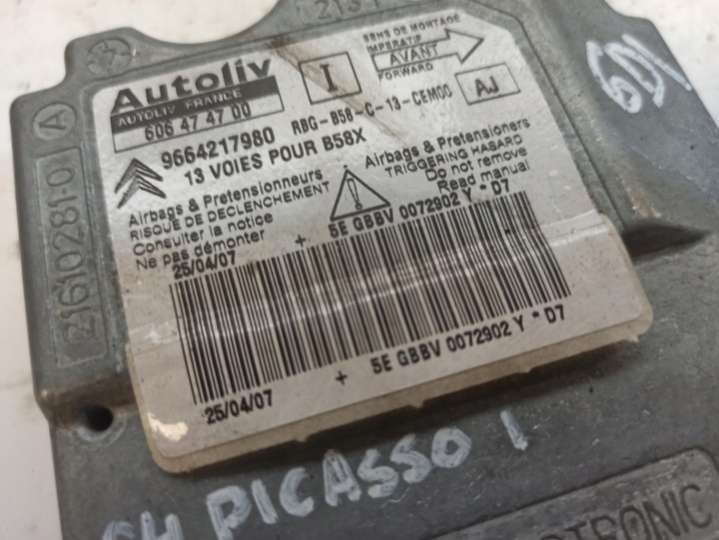 Autoliv
AUTOLIV FRANCE
606 47 47 00
I
SENS DE MONTAGE
IMPERATIF
AVANT
FORWARD
9664217980 RBG-B58-C-13-CEM00 AJ
13 VOIES POUR B58X
Airbags & Pretensionneurs
RISQUE DE DECLENCHEMENT
Consulter la notice
Ne pas démonter
Airbags & Pretensionners
TRIGGERING HASARD
Do not remove
Read manual
25/04/07 + 5E GBBV 0072902 Y * D7
25/04/07 + 5E GBBV 0072902 Y * D7
21610281-0 A
PICASSO 1